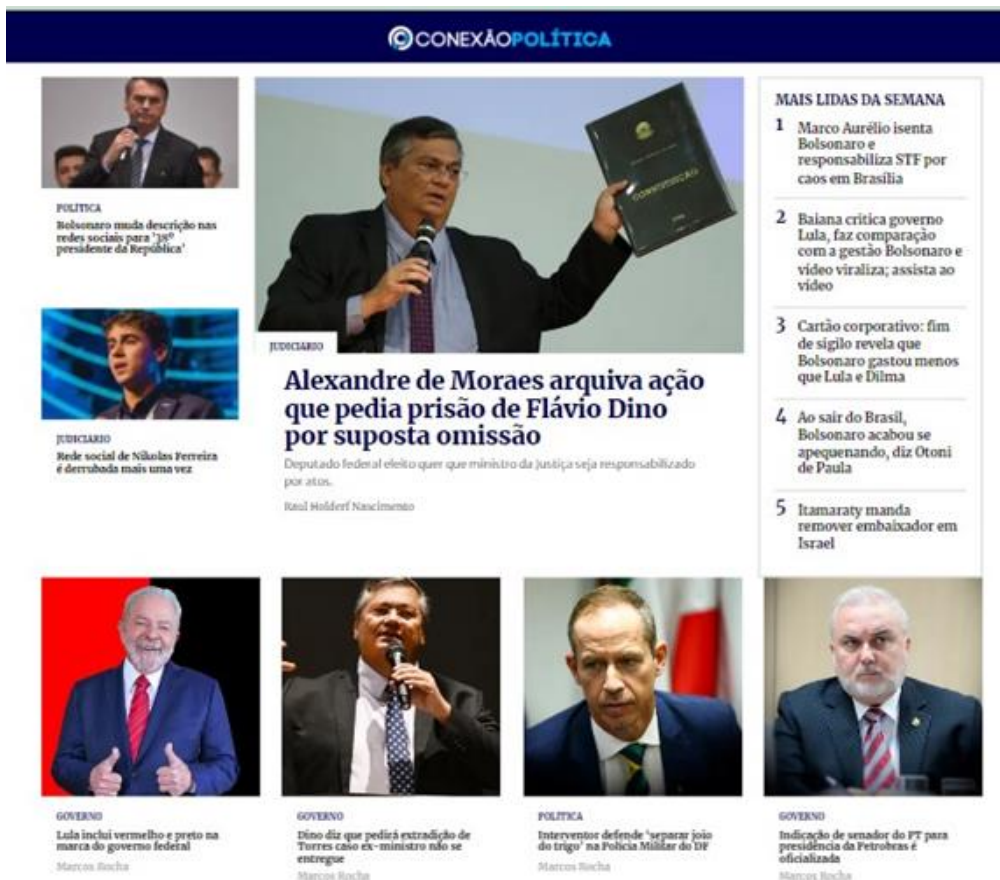 CONEXÃOPOLÍTICA
POLÍTICA
Bolsonaro muda descrição nas
redes sociais para '38º
presidente da República'
JUDICIÁRIO
Rede social de Nikolas Ferreira
é derrubada mais uma vez
CONSTITUIÇÃO
JUDICIÁRIO
Alexandre de Moraes arquiva ação
que pedia prisão de Flávio Dino
por suposta omissão
Deputado federal eleito quer que ministro da Justiça seja responsabilizado
por atos.
Raul Holderf Nascimento
MAIS LIDAS DA SEMANA
1 Marco Aurélio isenta
Bolsonaro e
responsabiliza STF por
caos em Brasília
2 Baiana critica governo
Lula, faz comparação
com a gestão Bolsonaro e
vídeo viraliza; assista ao
vídeo
3 Cartão corporativo: fim
de sigilo revela que
Bolsonaro gastou menos
que Lula e Dilma
4 Ao sair do Brasil,
Bolsonaro acabou se
apequenando, diz Otoni
de Paula
5 Itamaraty manda
remover embaixador em
Israel
GOVERNO
Lula inclui vermelho e preto na
marca do governo federal
Marcos Rocha
GOVERNO
Dino diz que pedirá extradição de
Torres caso ex-ministro não se
entregue
Marcos Rocha
POLÍTICA
Interventor defende 'separar joio
do trigo' na Polícia Militar do DF
Marcos Rocha
GOVERNO
Indicação de senador do PT para
presidência da Petrobras é
oficializada
Marcos Rocha